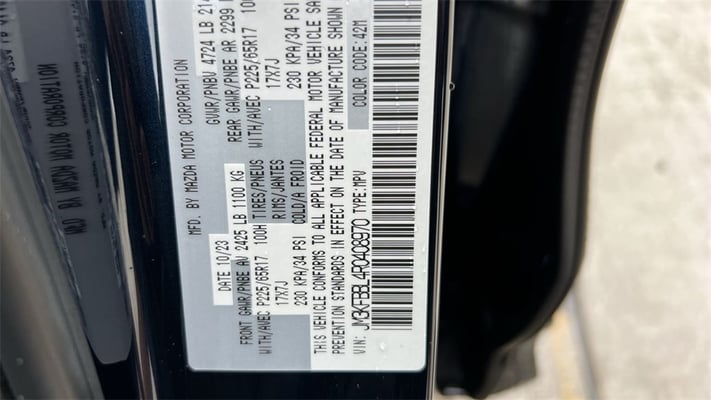 MFD. BY MAZDA MOTOR CORPORATION
DATE 10/23 GVWR/PNBV 4724 LB
FRONT GAWR/PNBE AV 2425 LB 1100 KG REAR GAWR/PNBE AR 2299
WITH/AVEC P225/65R17 100H TIRES/PNEUS WITH/AVEC P225/65R17
17X7J RIMS/JANTES 17X7J
230 KPA/34 PSI COLD/A FROID 230 KPA/34 PSI
THIS VEHICLE CONFORMS TO ALL APPLICABLE FEDERAL MOTOR VEHICLE
PREVENTION STANDARDS IN EFFECT ON THE DATE OF MANUFACTURE SHOWN
VIN: JM3KFBBL4R0408970 TYPE:MPV COLOR CODE:42M